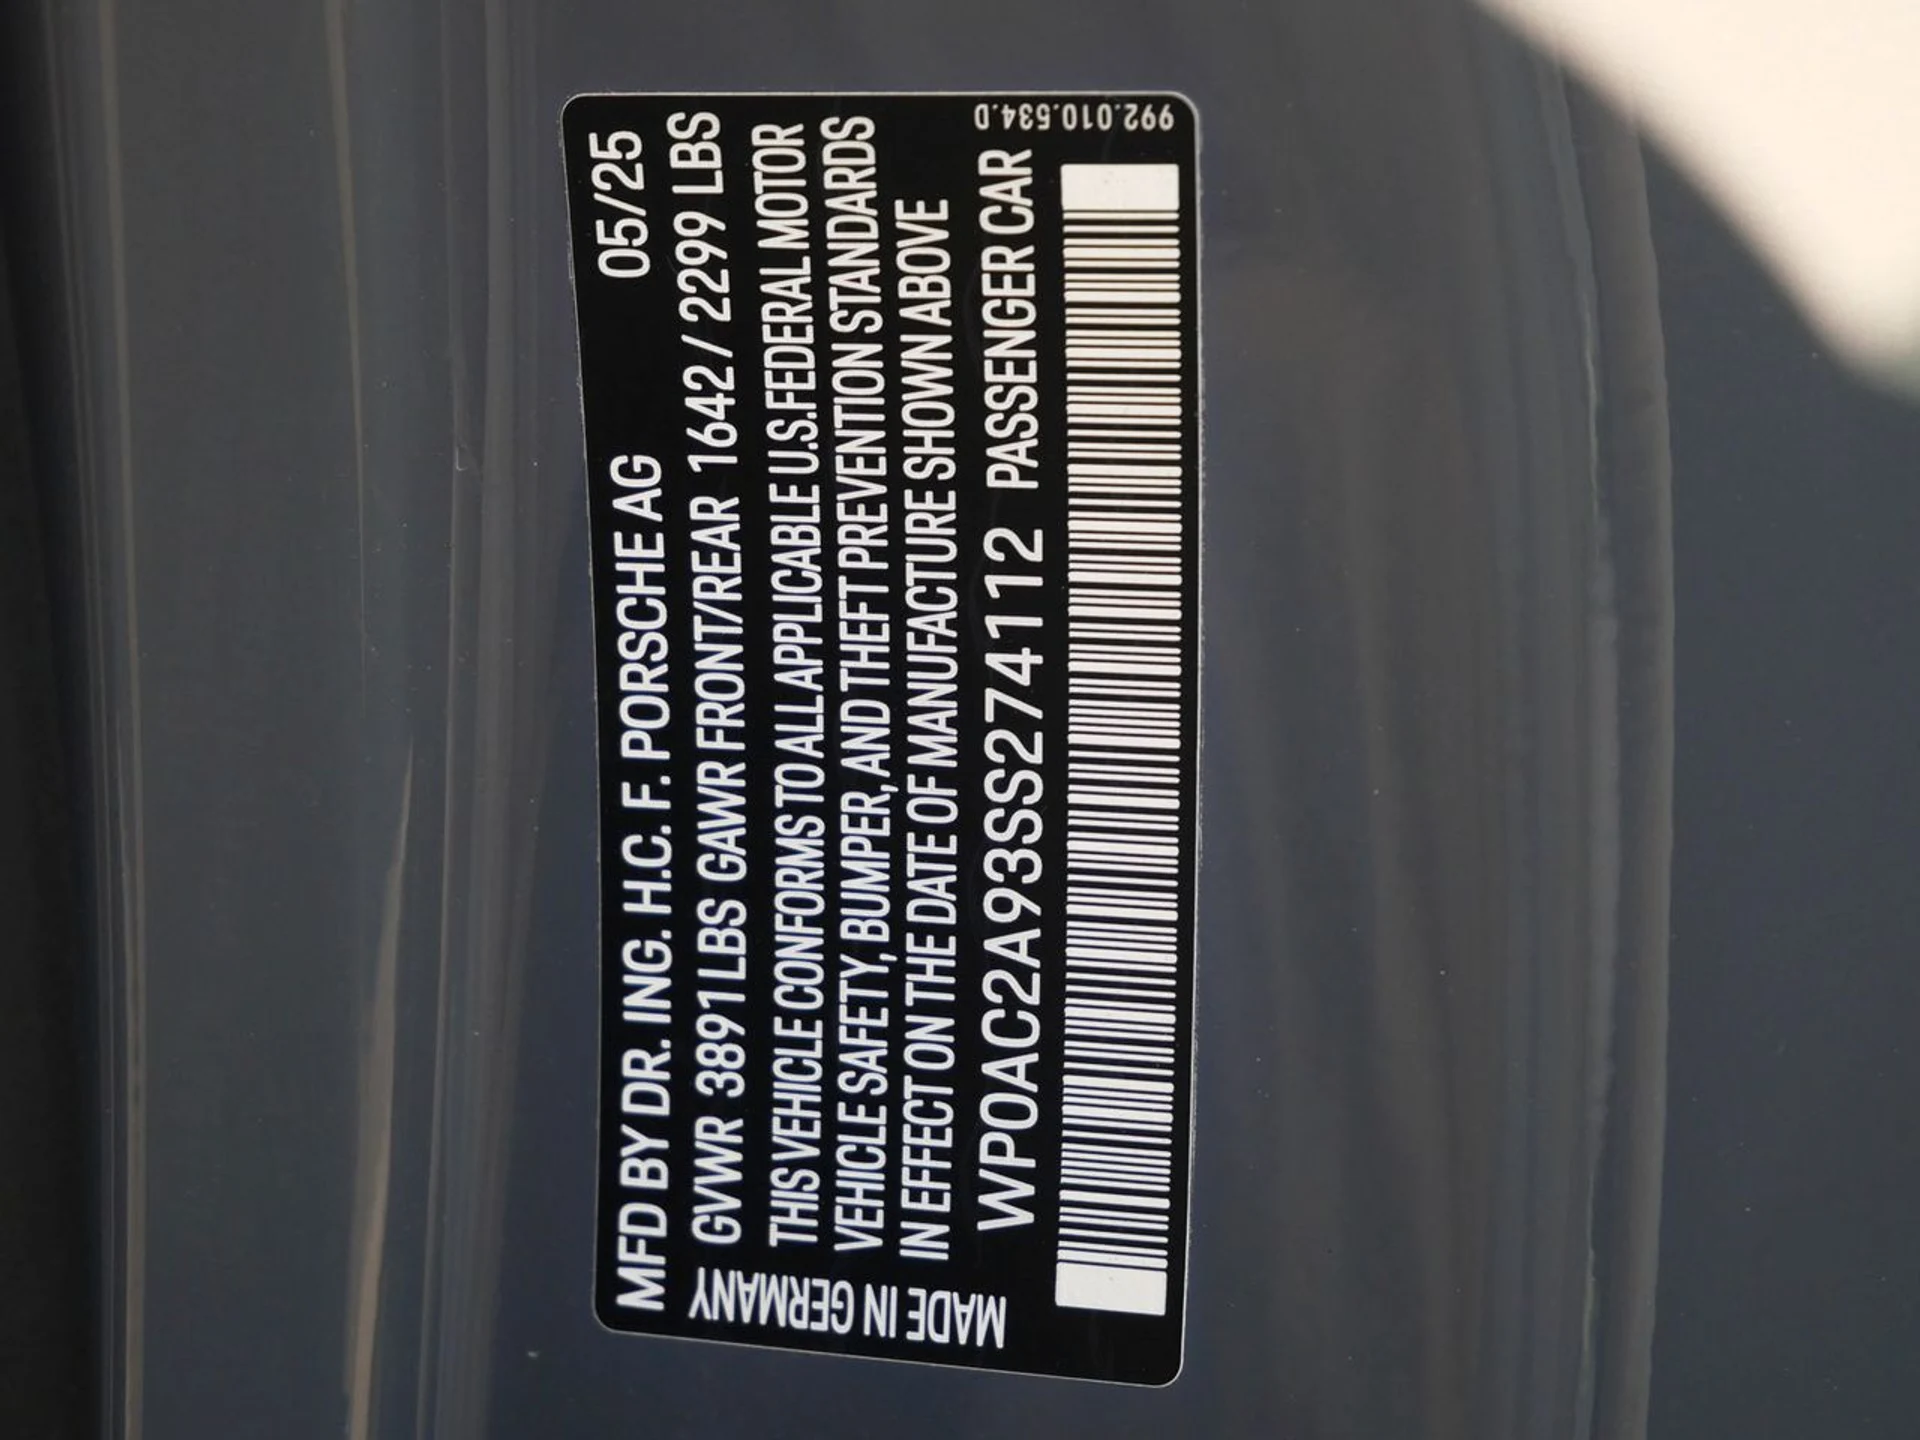 MFD BY DR. ING. H.C. F. PORSCHE AG 05/25
GVWR 3891 LBS GAWR FRONT/REAR 1642 / 2299 LBS
THIS VEHICLE CONFORMS TO ALL APPLICABLE U.S.FEDERAL MOTOR
VEHICLE SAFETY, BUMPER, AND THEFT PREVENTION STANDARDS
IN EFFECT ON THE DATE OF MANUFACTURE SHOWN ABOVE
WP0AC2A93SS274112 PASSENGER CAR
MADE IN GERMANY
992.010.534.D